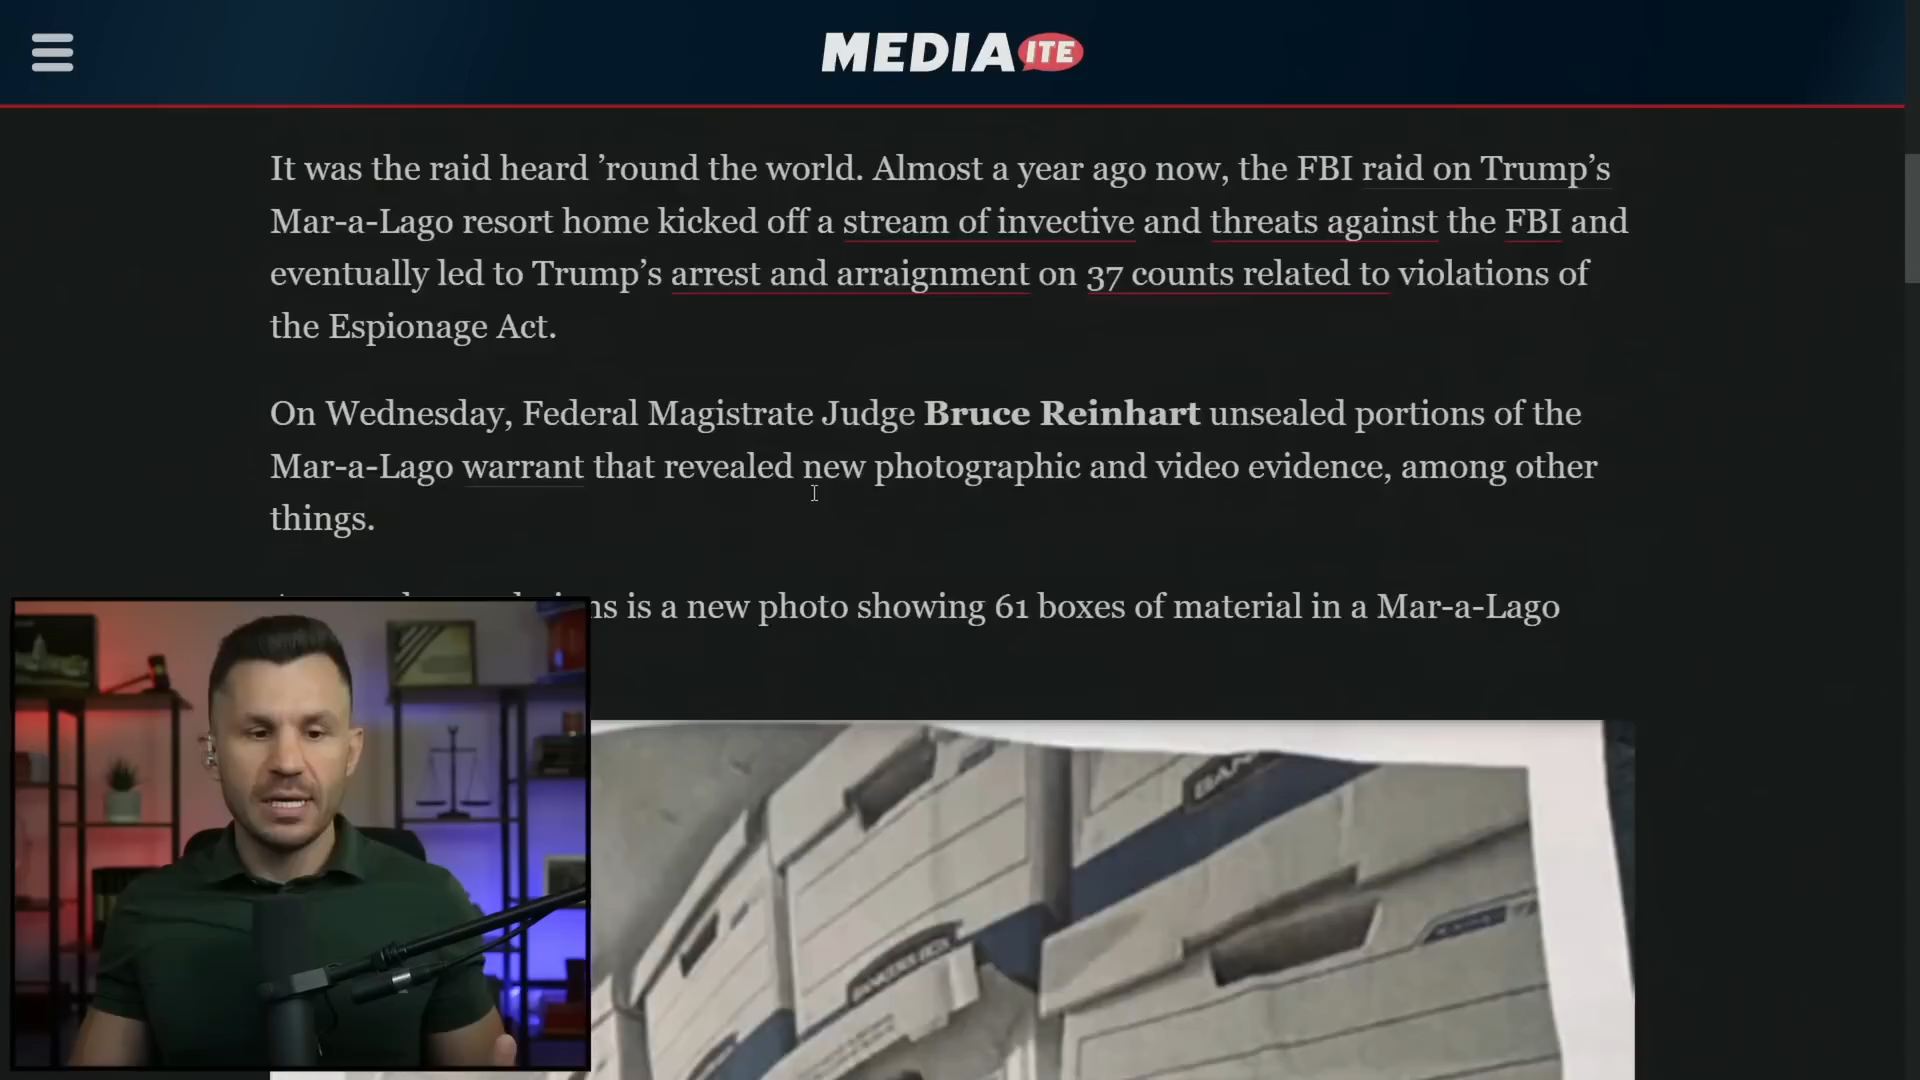 MEDIAITE
It was the raid heard ’round the world. Almost a year ago now, the FBI raid on Trump’s
Mar-a-Lago resort home kicked off a stream of invective and threats against the FBI and
eventually led to Trump’s arrest and arraignment on 37 counts related to violations of
the Espionage Act.
On Wednesday, Federal Magistrate Judge Bruce Reinhart unsealed portions of the
Mar-a-Lago warrant that revealed new photographic and video evidence, among other
things.
is a new photo showing 61 boxes of material in a Mar-a-Lago
BANKERS BOX